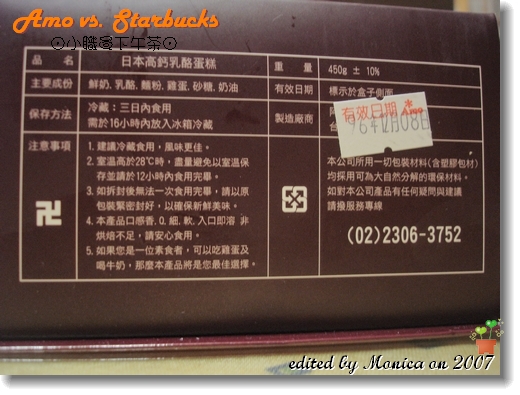 Amo vs. Starbucks
⊙小職@下午茶⊙
品 名 日本高鈣乳酪蛋糕 重 量 450g ± 10%
主要成份 鮮奶、乳酪、麵粉、雞蛋、砂糖、奶油 有效日期 標示於盒子側面
保存方法 冷藏：三日內食用
需於16小時內放入冰箱冷藏
製造廠商
有效日期
96年12月08日
注意事項
1. 建議冷藏食用，風味更佳。
2. 室溫高於28℃時，盡量避免以室溫保
存並請於12小時內食用完畢。
3. 如拆封後無法一次食用完畢，請以原
包裝緊密封好，以確保新鮮美味。
4. 本產品口感香、Q、細、軟、入口即溶 非
烘焙不足，請安心食用。
5. 如果您是一位素食者，可以吃雞蛋及
喝牛奶，那麼本產品將是您最佳選擇。
卍
本公司所用一切包裝材料(含塑膠包材)
均採用可為大自然分解的環保材料。
如對本公司產品有任何疑問與建議
請撥服務專線
(02)2306-3752
edited by Monica on 2007